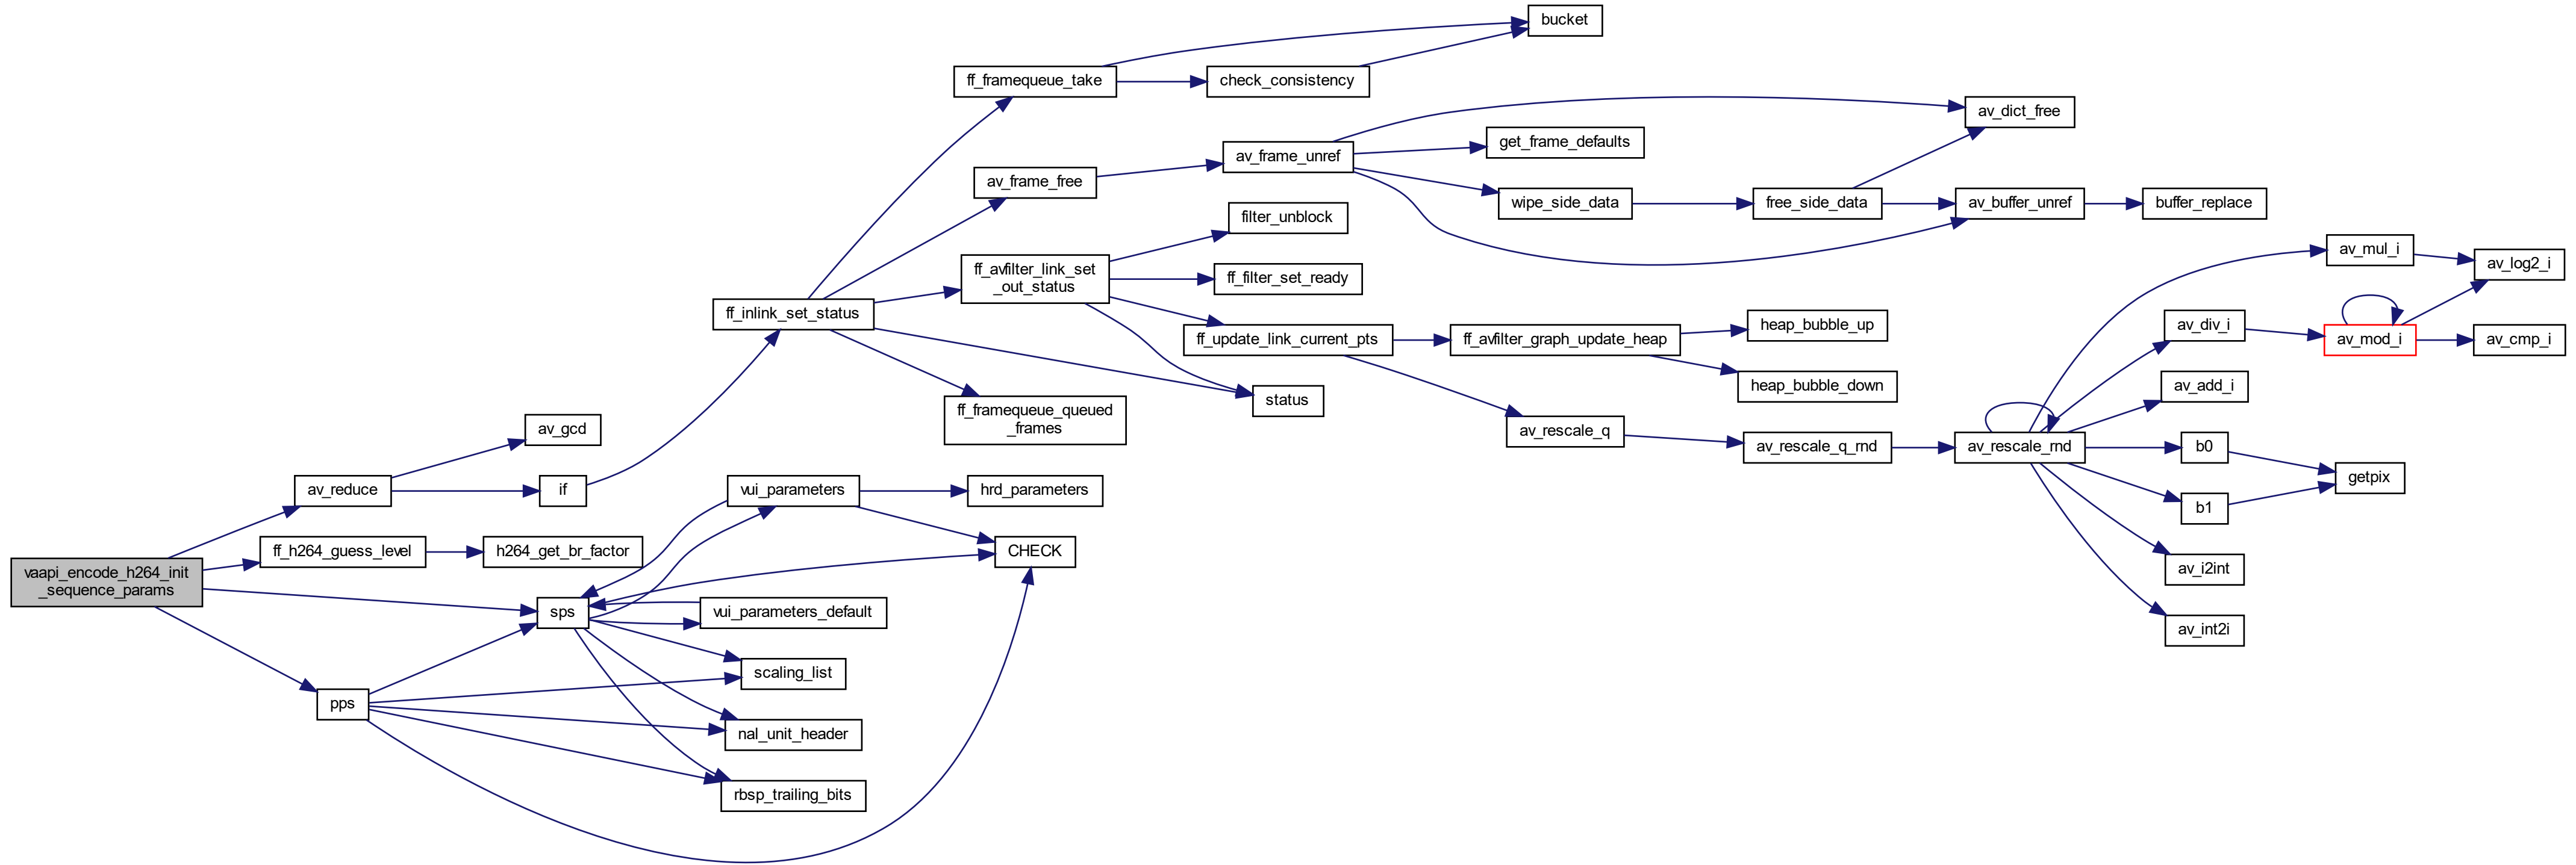 bucket
ff_framequeue_take
check_consistency
av_dict_free
get_frame_defaults
av_frame_unref
av_frame_free
wipe_side_data
free_side_data
av_buffer_unref
buffer_replace
filter_unblock
ff_avfilter_link_set
_out_status
ff_filter_set_ready
av_mul_i
av_log2_i
ff_inlink_set_status
heap_bubble_up
av_div_i
ff_update_link_current_pts
ff_avfilter_graph_update_heap
av_mod_i
av_cmp_i
heap_bubble_down
av_add_i
status
ff_framequeue_queued
_frames
av_gcd
av_rescale_q
av_rescale_q_rnd
av_rescale_rnd
b0
getpix
av_reduce
if
vui_parameters
hrd_parameters
b1
ff_h264_guess_level
h264_get_br_factor
CHECK
av_i2int
vaapi_encode_h264_init
_sequence_params
sps
vui_parameters_default
av_int2i
scaling_list
pps
nal_unit_header
rbsp_trailing_bits